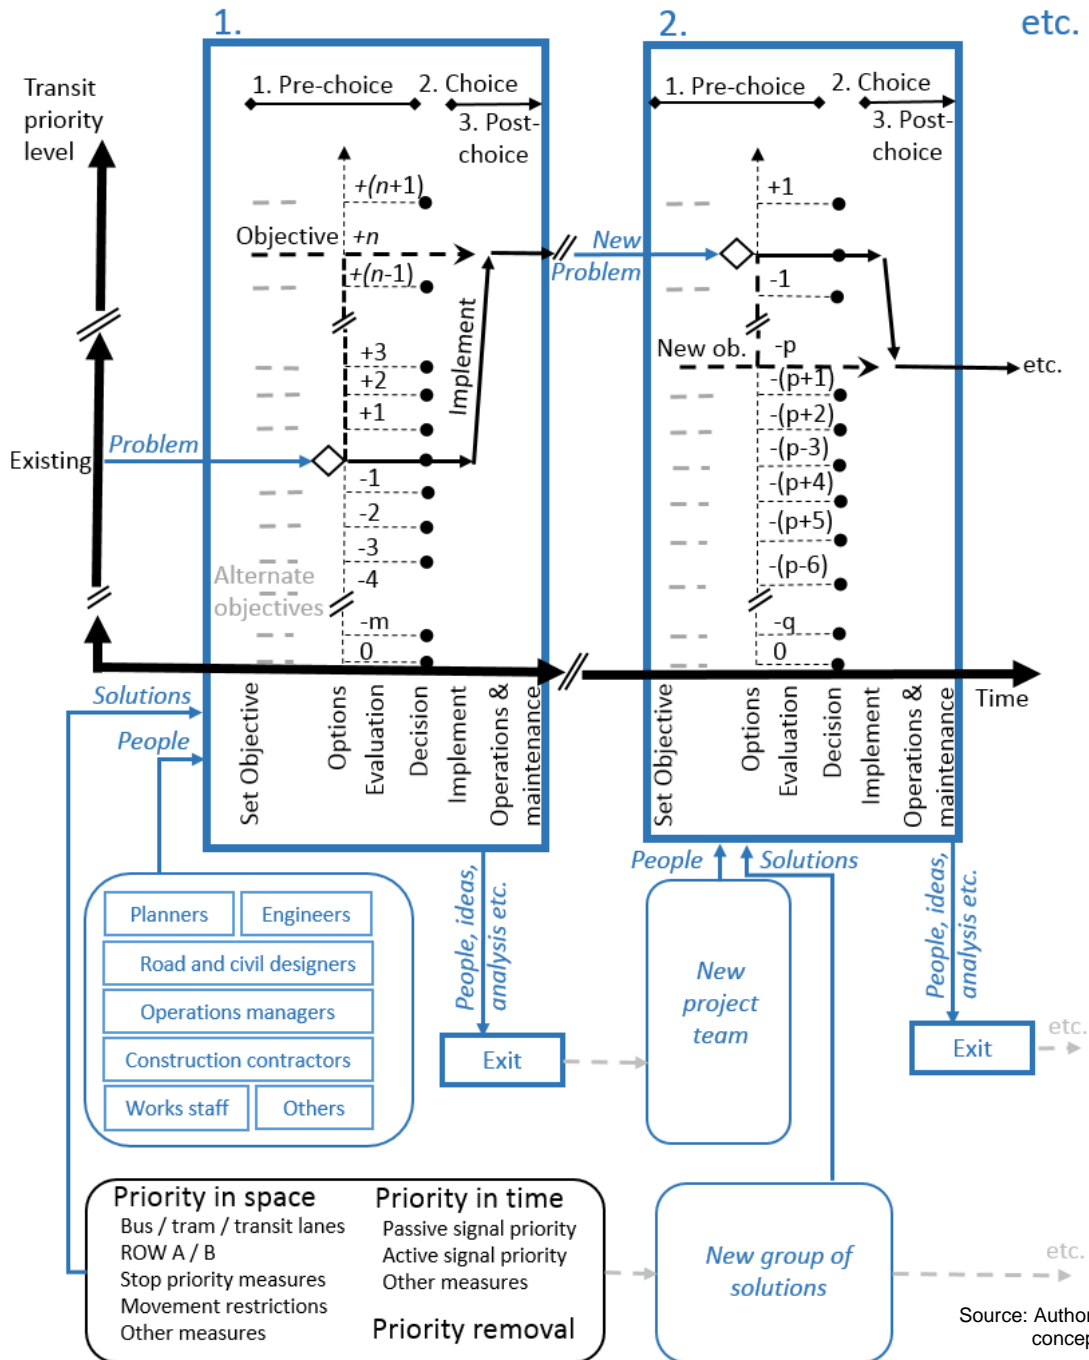 1.
2.
etc.
Transit
priority
level
1. Pre-choice
2. Choice
3. Post-
choice
+(n+1)
Objective
+n
+(n-1)
+3
+2
+1
Implement
Existing
Problem
-1
-2
-3
-4
Alternate
objectives
-m
0
1. Pre-choice
2. Choice
3. Post-
choice
+1
New
Problem
-1
New ob.
-p
etc.
-(p+1)
-(p+2)
-(p-3)
-(p+4)
-(p+5)
-(p-6)
-q
0
Time
Set Objective
Options
Evaluation
Decision
Implement
Operations &
maintenance
Set Objective
Options
Evaluation
Decision
Implement
Operations &
maintenance
Solutions
People
Planners
Engineers
Road and civil designers
Operations managers
Construction contractors
Works staff
Others
People, ideas,
analysis etc.
Exit
People
Solutions
New
project
team
People, ideas,
analysis etc.
Exit
etc.
Priority in space
Bus / tram / transit lanes
ROW A / B
Stop priority measures
Movement restrictions
Other measures
Priority in time
Passive signal priority
Active signal priority
Other measures
Priority removal
New group of
solutions
etc.
Source: Author
concep